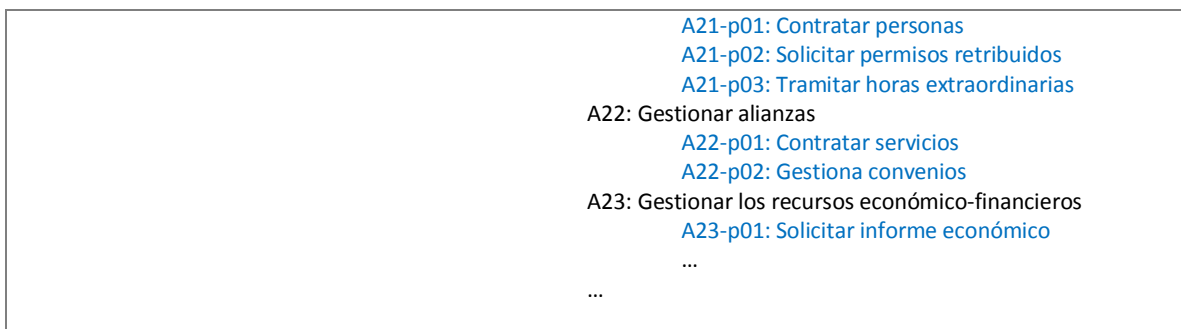 A21-p01: Contratar personas
A21-p02: Solicitar permisos retribuidos
A21-p03: Tramitar horas extraordinarias
A22: Gestionar alianzas
A22-p01: Contratar servicios
A22-p02: Gestiona convenios
A23: Gestionar los recursos económico-financieros
A23-p01: Solicitar informe económico
...
...